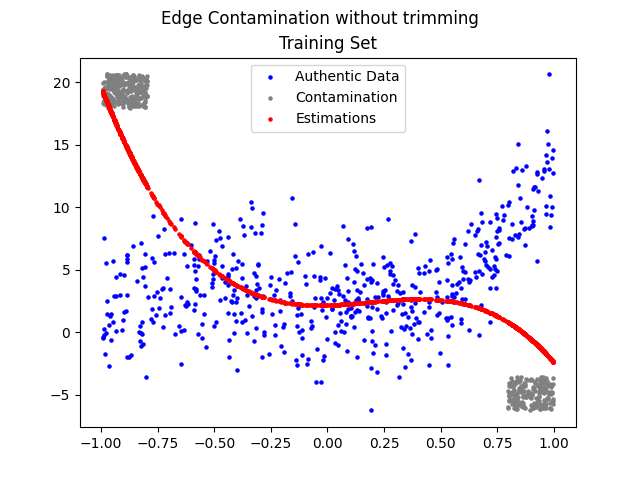 Edge Contamination without trimming
Training Set
Authentic Data
Contamination
Estimations
20
15
10
5
0
−5
−1.00 −0.75 −0.50 −0.25 0.00 0.25 0.50 0.75 1.00